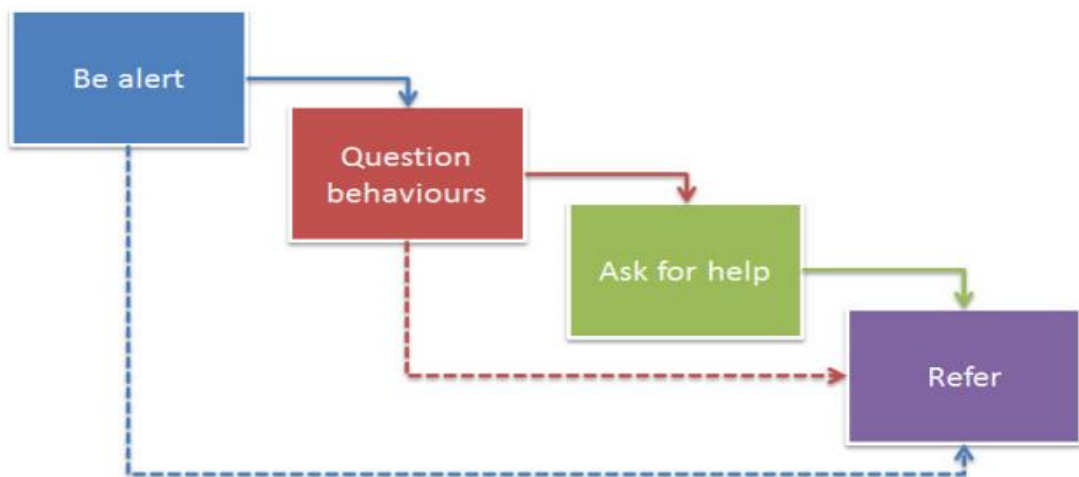 Be alert
Question
behaviours
Ask for help
Refer